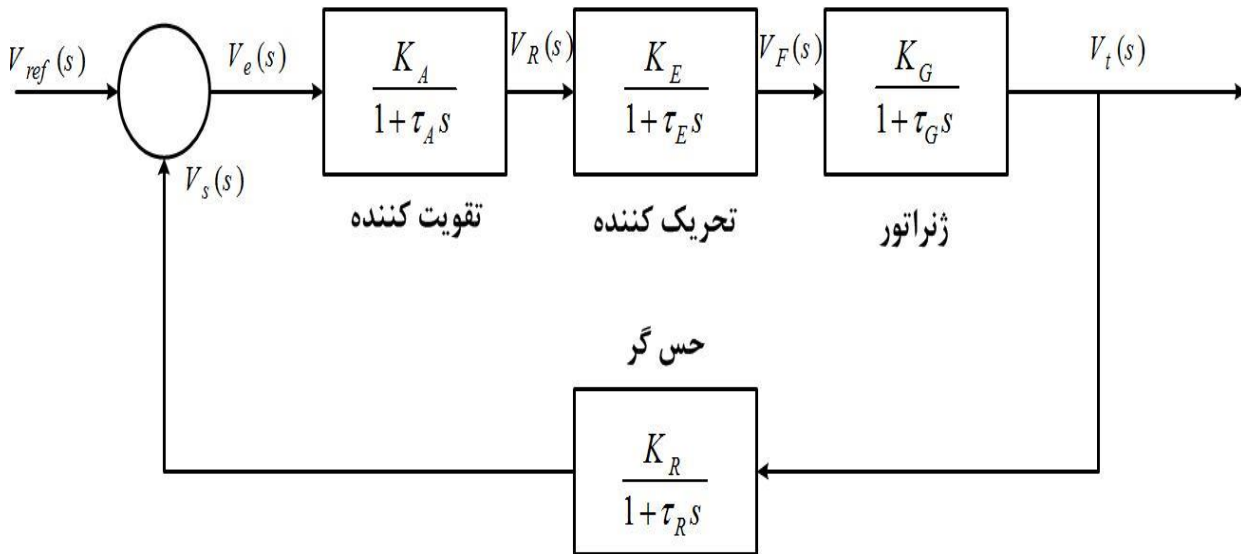 V_ref(s)
V_e(s)
K_A
1+τ_A s
V_R(s)
K_E
1+τ_E s
V_F(s)
K_G
1+τ_G s
V_t(s)
V_s(s)
تقویت کننده
تحریک کننده
ژنراتور
حس گر
K_R
1+τ_R s